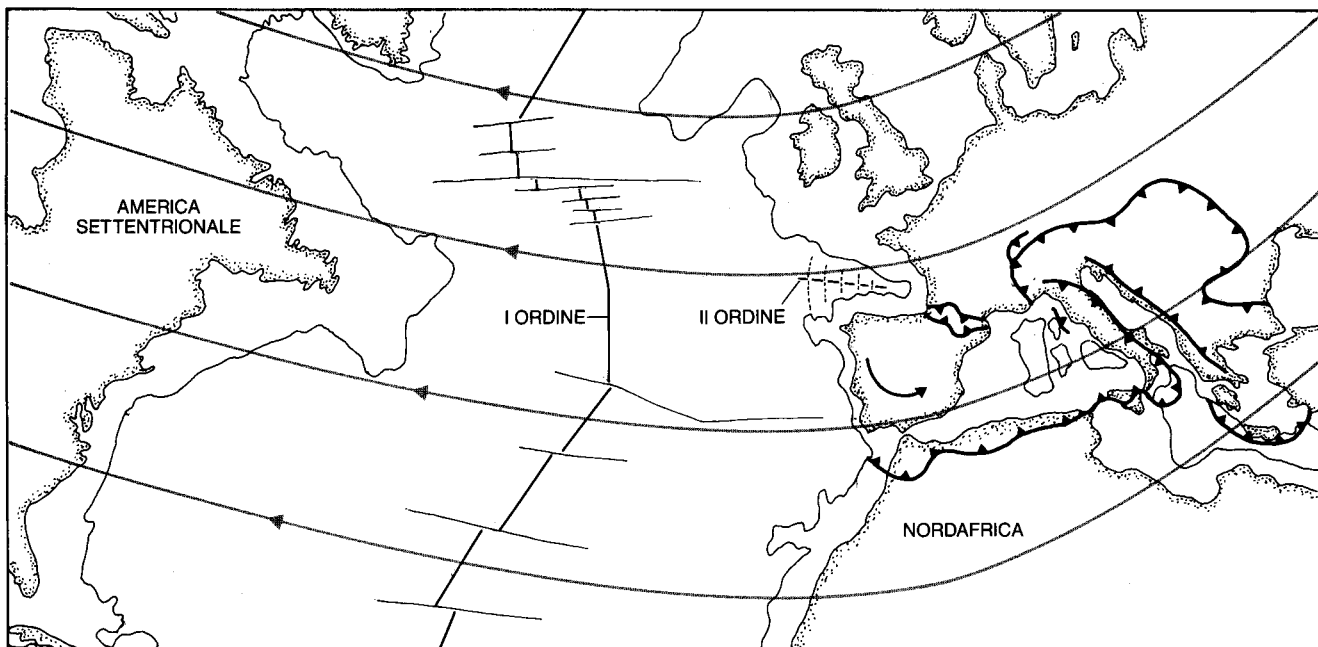 AMERICA
SETTENTRIONALE
I ORDINE
II ORDINE
NORDAFRICA